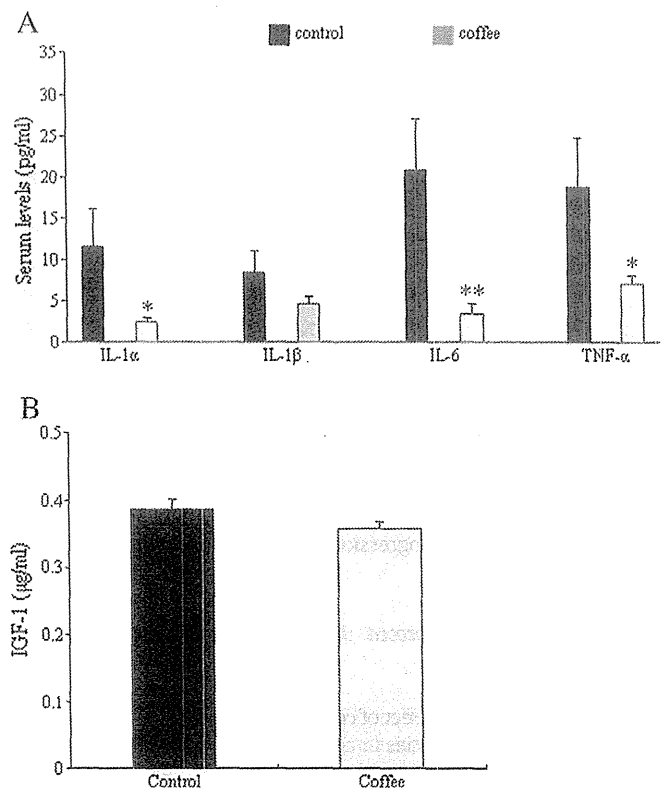 A
control coffee
Serum levels (pg/ml)
35
30
25
20
15
10
5
0
*
**
*
IL-1α IL-1β IL-6 TNF-α
B
IGF-1 (μg/ml)
0.5
0.4
0.3
0.2
0.1
0
Control Coffee